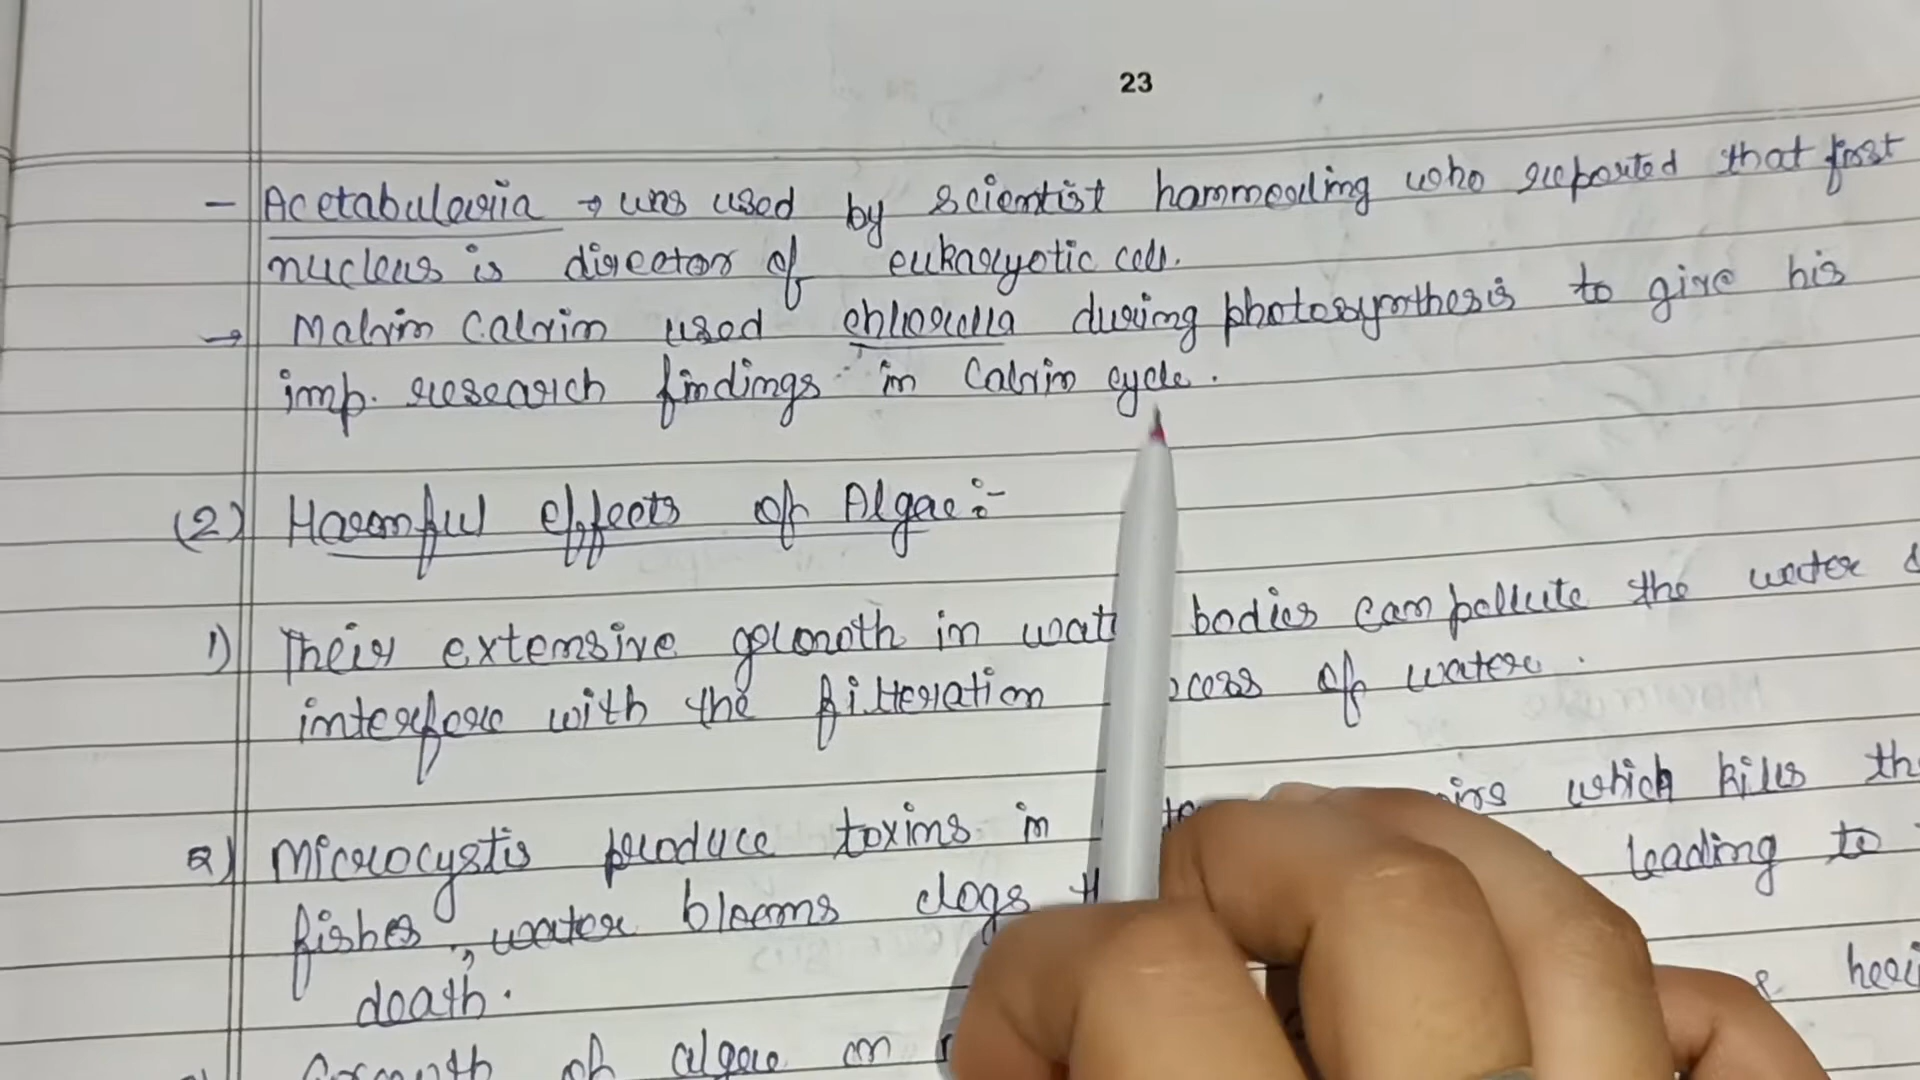 23
- Acetabularia → was used by scientist hammerling who reported that first
nucleus is director of eukaryotic cell.
→ Malvin Calvin used chlorella during photosynthesis to give his
imp. research findings in Calvin cycle.
(2) Harmful effects of Algae:-
1) Their extensive growth in bodies can pollute the water &
interfere with the filteration of water.
2) Microcystis produce toxins in which kills
fishes, water blooms clogs leading to
death.
of algae on